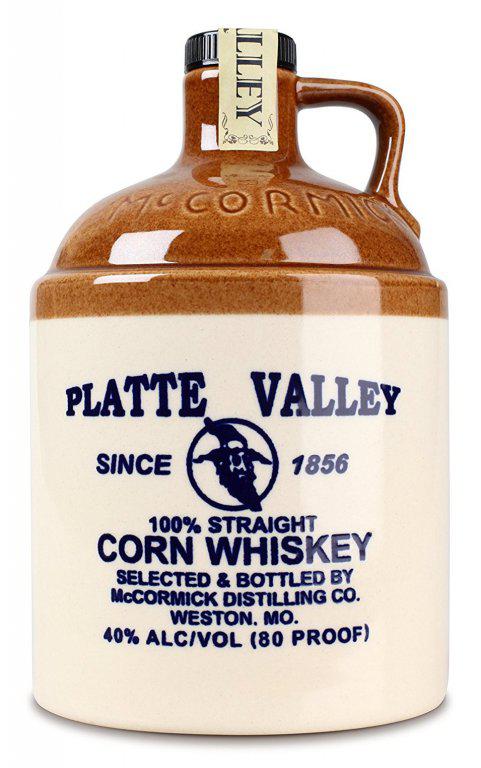 LLEY
McCORMICK
PLATTE VALLEY
SINCE 1856
100% STRAIGHT
CORN WHISKEY
SELECTED & BOTTLED BY
McCORMICK DISTILLING CO.
WESTON, MO.
40% ALC/VOL (80 PROOF)